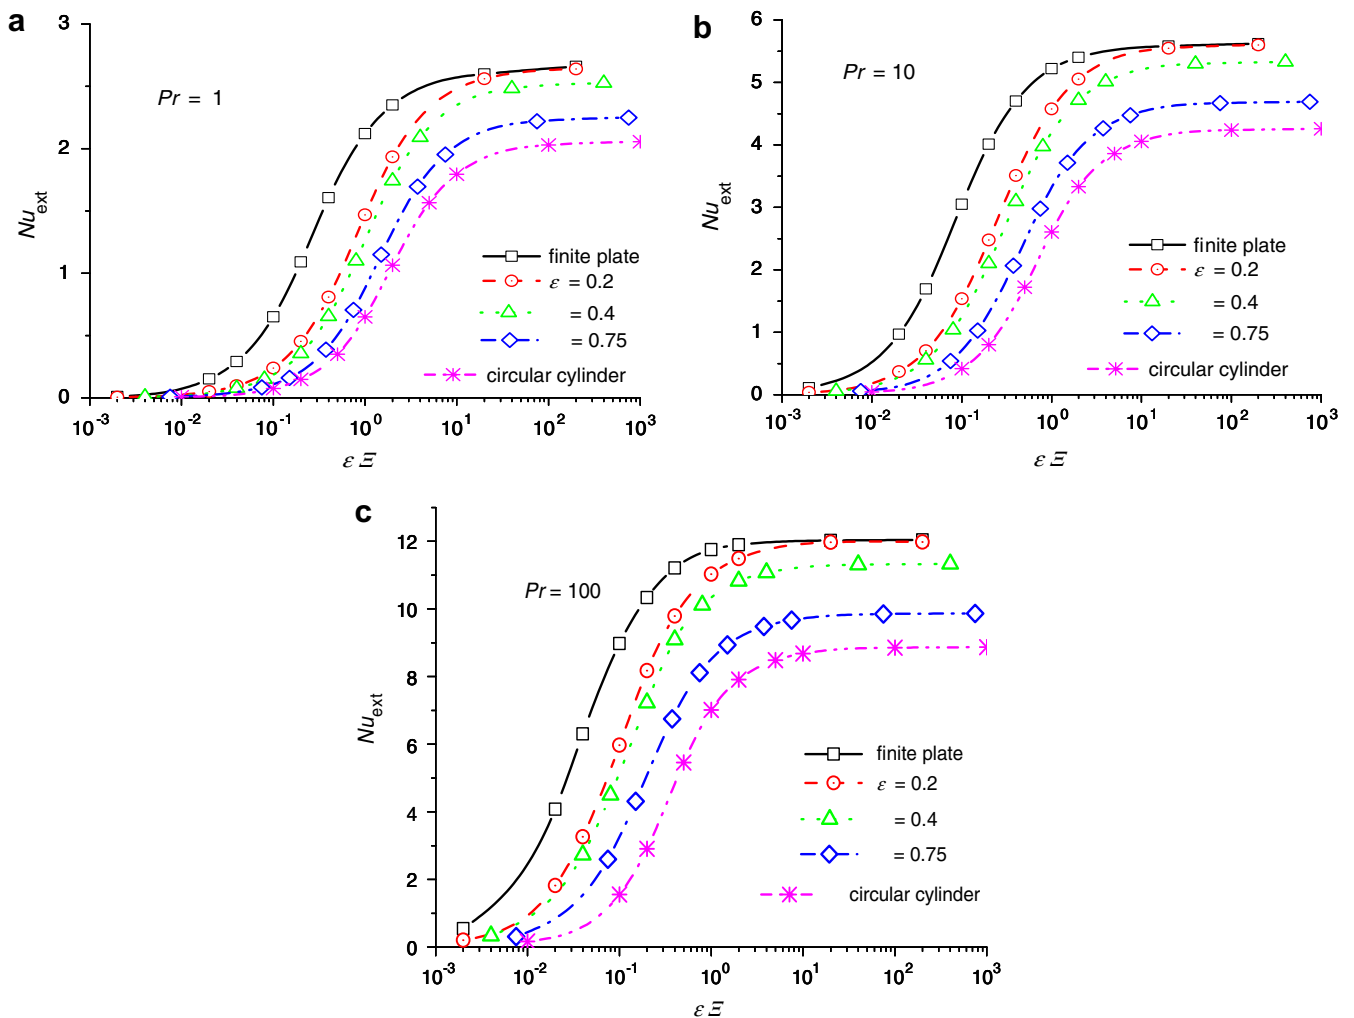 a
3
2
1
0
Nu_ext
Pr = 1
finite plate
ε = 0.2
= 0.4
= 0.75
circular cylinder
10⁻³ 10⁻² 10⁻¹ 10⁰ 10¹ 10² 10³
ε Ξ
b
6
5
4
3
2
1
0
Nu_ext
Pr = 10
finite plate
ε = 0.2
= 0.4
= 0.75
circular cylinder
10⁻³ 10⁻² 10⁻¹ 10⁰ 10¹ 10² 10³
ε Ξ
c
12
10
8
6
4
2
0
Nu_ext
Pr = 100
finite plate
ε = 0.2
= 0.4
= 0.75
circular cylinder
10⁻³ 10⁻² 10⁻¹ 10⁰ 10¹ 10² 10³
ε Ξ